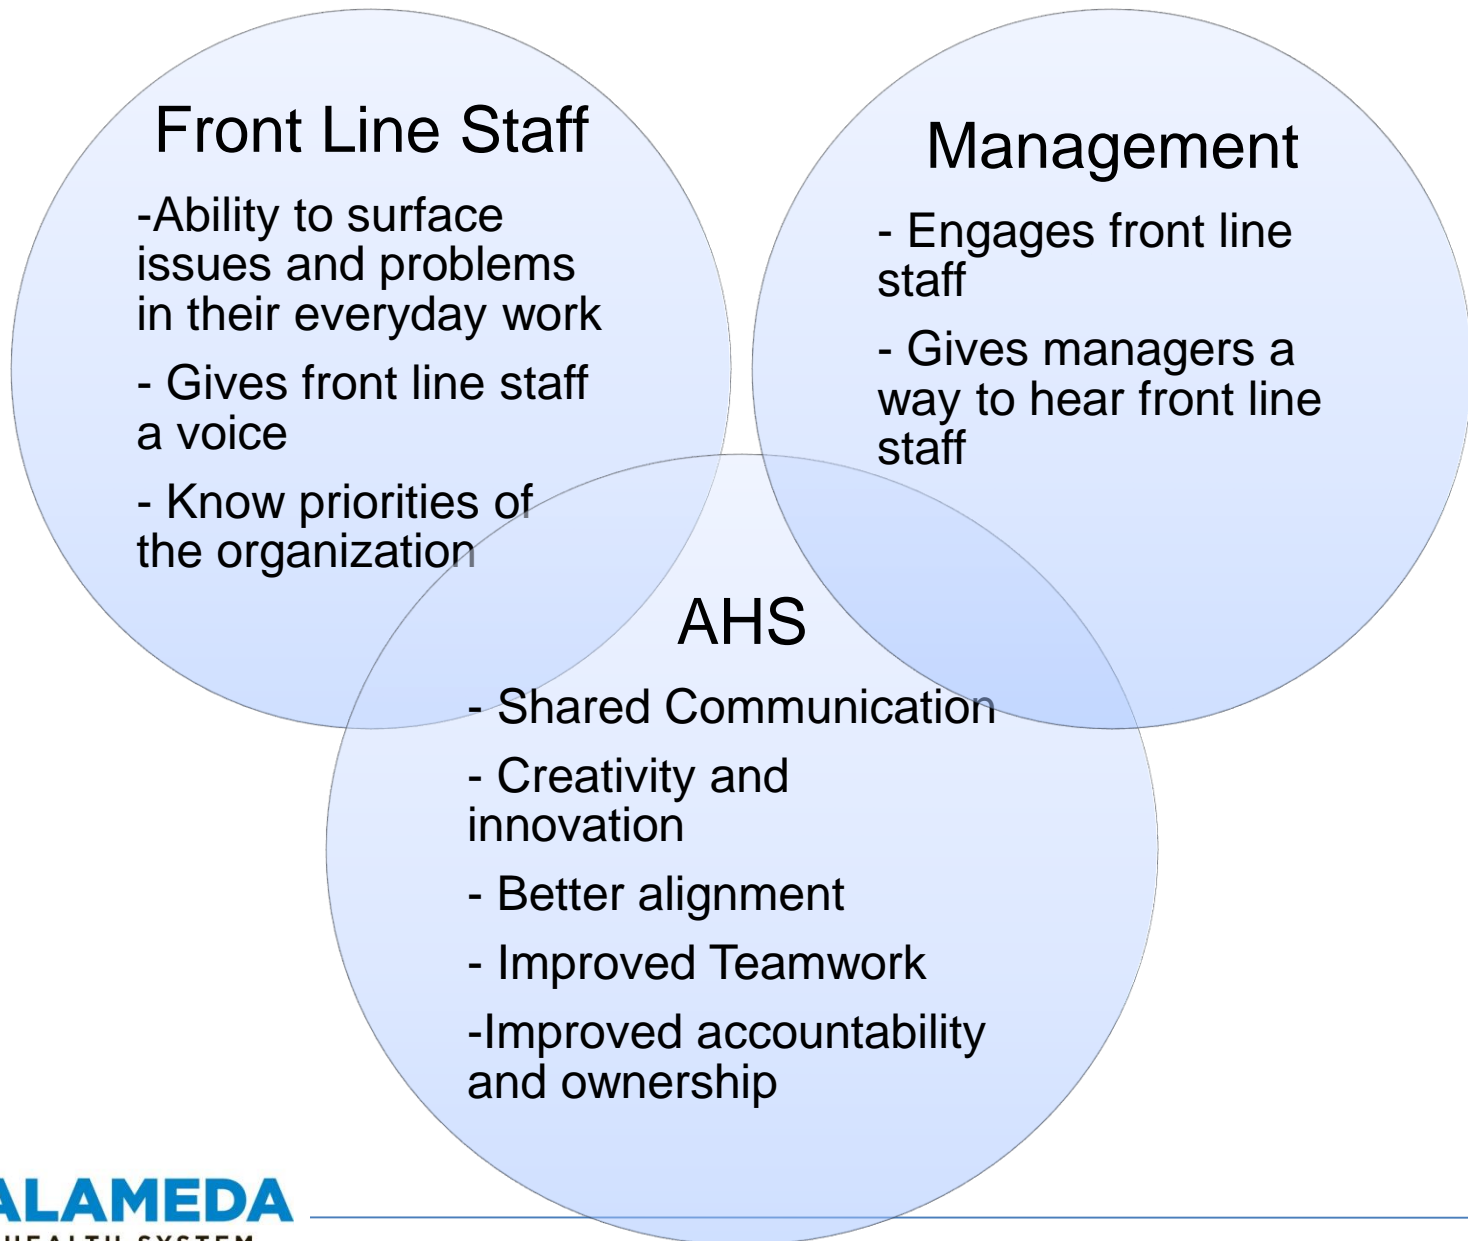 Front Line Staff
-Ability to surface
issues and problems
in their everyday work
- Gives front line staff
a voice
- Know priorities of
the organization
Management
- Engages front line
staff
- Gives managers a
way to hear front line
staff
AHS
- Shared Communication
- Creativity and
innovation
- Better alignment
- Improved Teamwork
-Improved accountability
and ownership
ALAMEDA
HEALTH SYSTEM